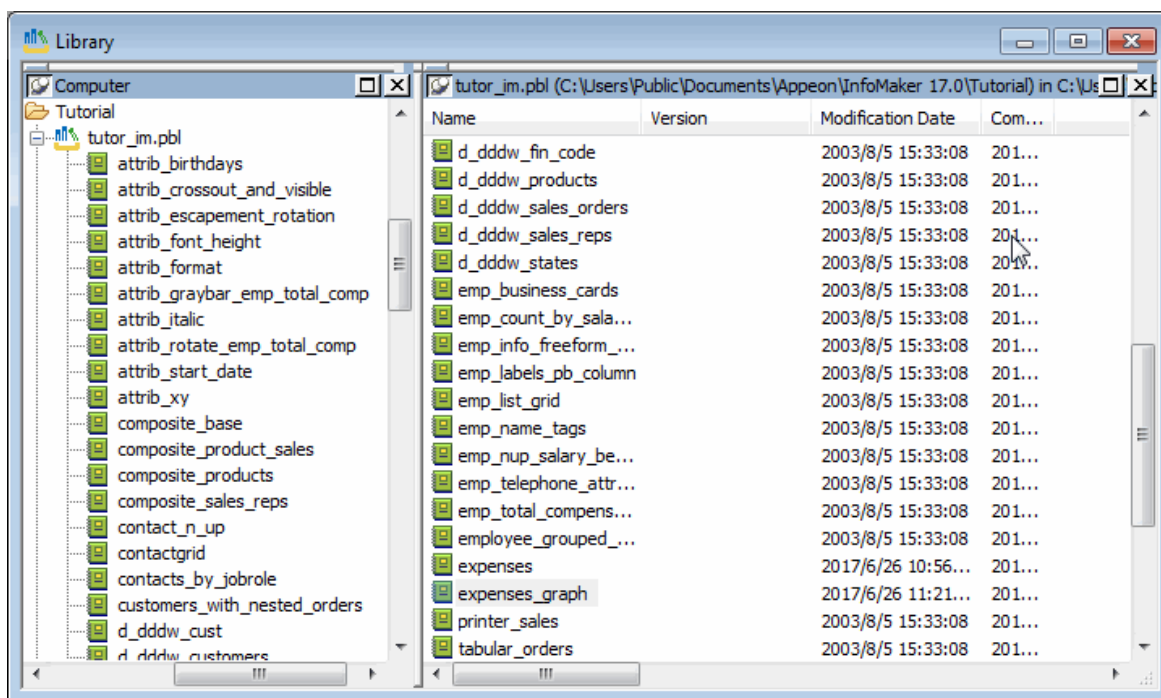 Library
Computer
Tutorial
tutor_im.pbl
attrib_birthdays
attrib_crossout_and_visible
attrib_escapement_rotation
attrib_font_height
attrib_format
attrib_graybar_emp_total_comp
attrib_italic
attrib_rotate_emp_total_comp
attrib_start_date
attrib_xy
composite_base
composite_product_sales
composite_products
composite_sales_reps
contact_n_up
contactgrid
contacts_by_jobrole
customers_with_nested_orders
d_dddw_cust
d_dddw_customers
tutor_im.pbl (C:\Users\Public\Documents\Appeon\InfoMaker 17.0\Tutorial) in C:\Us
Name Version Modification Date Com...
d_dddw_fin_code 2003/8/5 15:33:08 201...
d_dddw_products 2003/8/5 15:33:08 201...
d_dddw_sales_orders 2003/8/5 15:33:08 201...
d_dddw_sales_reps 2003/8/5 15:33:08 201...
d_dddw_states 2003/8/5 15:33:08 201...
emp_business_cards 2003/8/5 15:33:08 201...
emp_count_by_sala... 2003/8/5 15:33:08 201...
emp_info_freeform_... 2003/8/5 15:33:08 201...
emp_labels_pb_column 2003/8/5 15:33:08 201...
emp_list_grid 2003/8/5 15:33:08 201...
emp_name_tags 2003/8/5 15:33:08 201...
emp_nup_salary_be... 2003/8/5 15:33:08 201...
emp_telephone_attr... 2003/8/5 15:33:08 201...
emp_total_compens... 2003/8/5 15:33:08 201...
employee_grouped_... 2003/8/5 15:33:08 201...
expenses 2017/6/26 10:56... 201...
expenses_graph 2017/6/26 11:21... 201...
printer_sales 2003/8/5 15:33:08 201...
tabular_orders 2003/8/5 15:33:08 201...